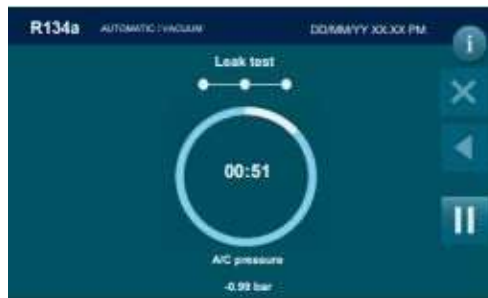 R134a AUTOMATIC / VACUUM DD/MM/YY XX:XX PM
i
Leak test
00:51
A/C pressure
-0.99 bar